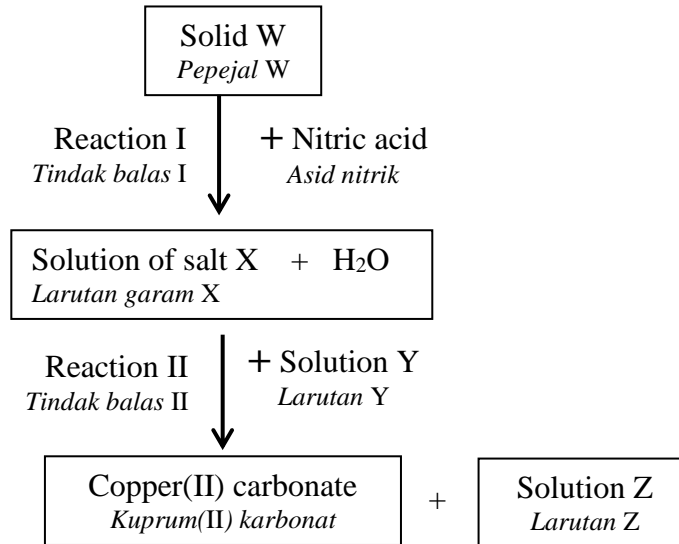 Solid W
Pepejal W
Reaction I
Tindak balas I
+ Nitric acid
Asid nitrik
Solution of salt X + H₂O
Larutan garam X
Reaction II
Tindak balas II
+ Solution Y
Larutan Y
Copper(II) carbonate
Kuprum(II) karbonat
+
Solution Z
Larutan Z